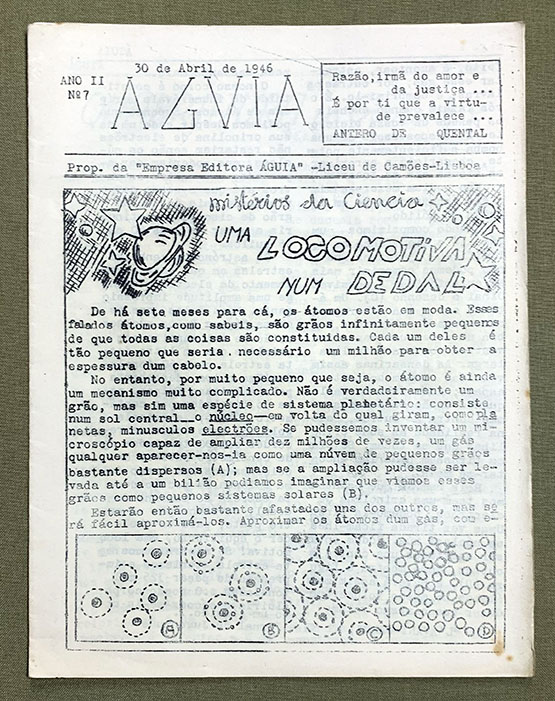 30 de Abril de 1946
ANO II
Nº7
AGVIA
Razão,irmã do amor e
da justiça ...
É por ti que a virtu-
de prevalece ...
ANTERO DE QUENTAL
Prop. da "Empresa Editora ÁGUIA" -Liceu de Camões-Lisboa
mistérios da Ciencia
UMA LOCOMOTIVA
NUM DEDAL
De há sete meses para cá, os átomos estão em moda. Esses
falados átomos,como sabeis, são grãos infinitamente pequenos
de que todas as coisas são constituidas. Cada um deles é
tão pequeno que seria necessário um milhão para obter a
espessura dum cabolo.
No entanto, por muito pequeno que seja, o átomo é ainda
um mecanismo muito complicado. Não é verdadeiramente um
grão, mas sim uma espécie de sistema planetário: consiste
num sol central—o núcleo—em volta do qual giram, como pla
netas, minusculos electrões. Se pudessemos inventar um mi-
croscópio capaz de ampliar dez milhões de vezes, um gás
qualquer aparecer-nos-ia como uma núvem de pequenos grãos
bastante dispersos (A); mas se a ampliação pudesse ser le-
vada até a um bilião podiamos imaginar que viamos esses
grãos como pequenos sistemas solares (B).
Estarão então bastante afastados uns dos outros, mas se
rá fácil aproximá-los. Aproximar os átomos dum gás, com e-
A B C D